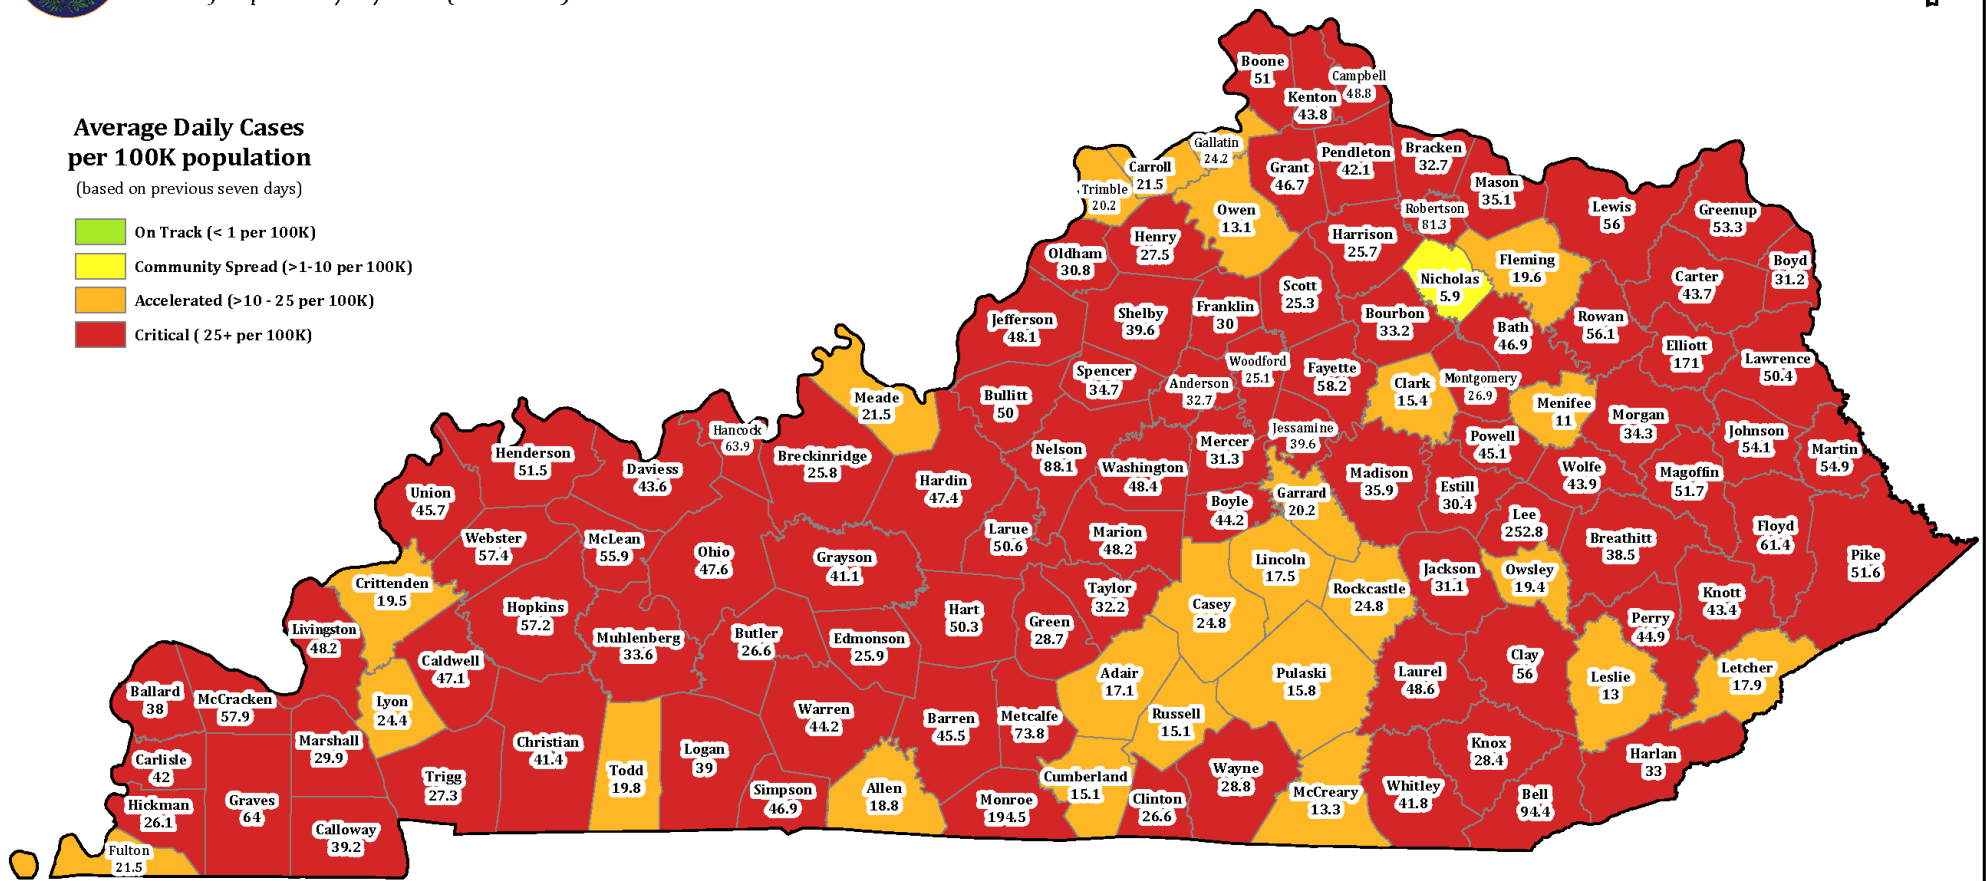 Average Daily Cases
per 100K population
(based on previous seven days)
On Track (< 1 per 100K)
Community Spread (>1-10 per 100K)
Accelerated (>10 - 25 per 100K)
Critical ( 25+ per 100K)
Boone
51
Campbell
48.8
Kenton
43.8
Gallatin
24.2
Carroll
21.5
Trimble
20.2
Grant
46.7
Pendleton
42.1
Bracken
32.7
Mason
35.1
Owen
13.1
Robertson
81.3
Lewis
56
Greenup
53.3
Henry
27.5
Oldham
30.8
Harrison
25.7
Nicholas
5.9
Fleming
19.6
Carter
43.7
Boyd
31.2
Jefferson
48.1
Shelby
39.6
Franklin
30
Scott
25.3
Bourbon
33.2
Bath
46.9
Rowan
56.1
Elliott
171
Lawrence
50.4
Spencer
34.7
Anderson
32.7
Woodford
25.1
Fayette
58.2
Clark
15.4
Montgomery
26.9
Menifee
11
Morgan
34.3
Johnson
54.1
Martin
54.9
Meade
21.5
Bullitt
50
Hancock
63.9
Breckinridge
25.8
Nelson
88.1
Washington
48.4
Mercer
31.3
Jessamine
39.6
Powell
45.1
Wolfe
43.9
Magoffin
51.7
Henderson
51.5
Daviess
43.6
Hardin
47.4
Madison
35.9
Estill
30.4
Garrard
20.2
Boyle
44.2
Lee
252.8
Breathitt
38.5
Floyd
61.4
Pike
51.6
Union
45.7
Webster
57.4
McLean
55.9
Ohio
47.6
Grayson
41.1
Larue
50.6
Marion
48.2
Lincoln
17.5
Rockcastle
24.8
Jackson
31.1
Owsley
19.4
Knott
43.4
Perry
44.9
Crittenden
19.5
Hopkins
57.2
Muhlenberg
33.6
Butler
26.6
Edmonson
25.9
Hart
50.3
Green
28.7
Taylor
32.2
Casey
24.8
Livingston
48.2
Caldwell
47.1
Adair
17.1
Pulaski
15.8
Laurel
48.6
Clay
56
Leslie
13
Letcher
17.9
Ballard
38
McCracken
57.9
Lyon
24.4
Marshall
29.9
Christian
41.4
Todd
19.8
Logan
39
Warren
44.2
Barren
45.5
Metcalfe
73.8
Russell
15.1
Carlisle
42
Hickman
26.1
Graves
64
Calloway
39.2
Trigg
27.3
Simpson
46.9
Allen
18.8
Monroe
194.5
Cumberland
15.1
Clinton
26.6
Wayne
28.8
McCreary
13.3
Whitley
41.8
Knox
28.4
Bell
94.4
Harlan
33
Fulton
21.5